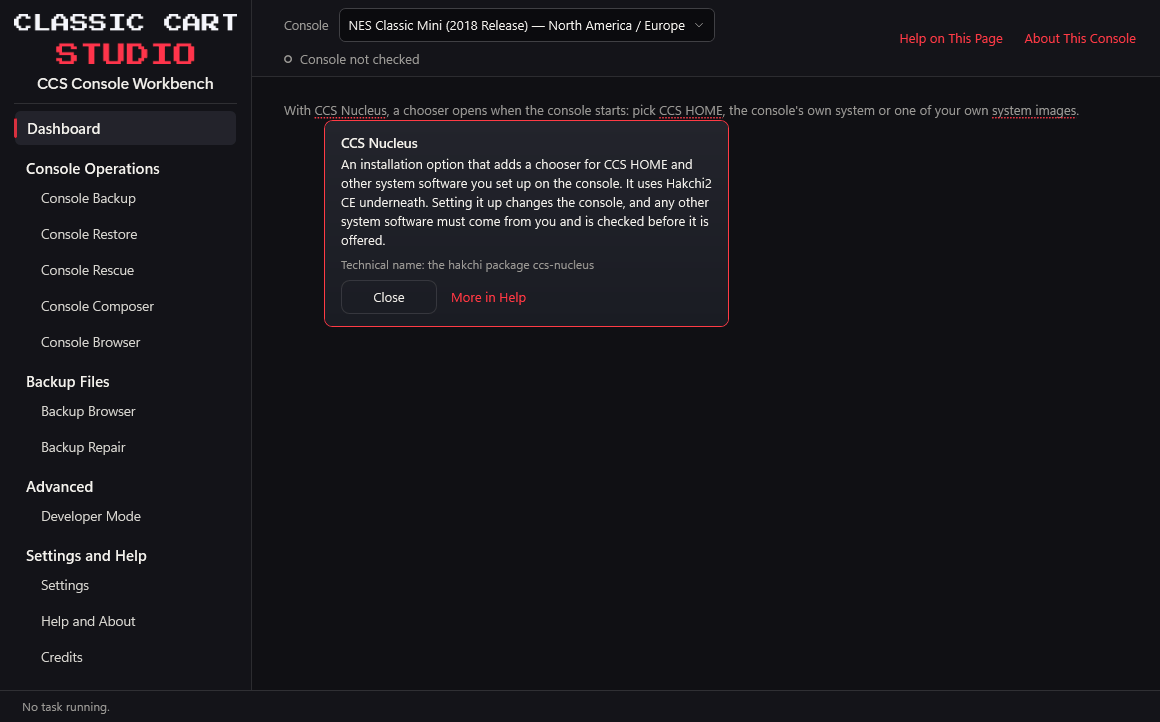 CLASSIC CART
STUDIO
CCS Console Workbench
Dashboard
Console Operations
Console Backup
Console Restore
Console Rescue
Console Composer
Console Browser
Backup Files
Backup Browser
Backup Repair
Advanced
Developer Mode
Settings and Help
Settings
Help and About
Credits
Console
NES Classic Mini (2018 Release) — North America / Europe
Console not checked
Help on This Page
About This Console
With CCS Nucleus, a chooser opens when the console starts: pick CCS HOME, the console's own system or one of your own system images.
CCS Nucleus
An installation option that adds a chooser for CCS HOME and
other system software you set up on the console. It uses Hakchi2
CE underneath. Setting it up changes the console, and any other
system software must come from you and is checked before it is
offered.
Technical name: the hakchi package ccs-nucleus
Close
More in Help
No task running.